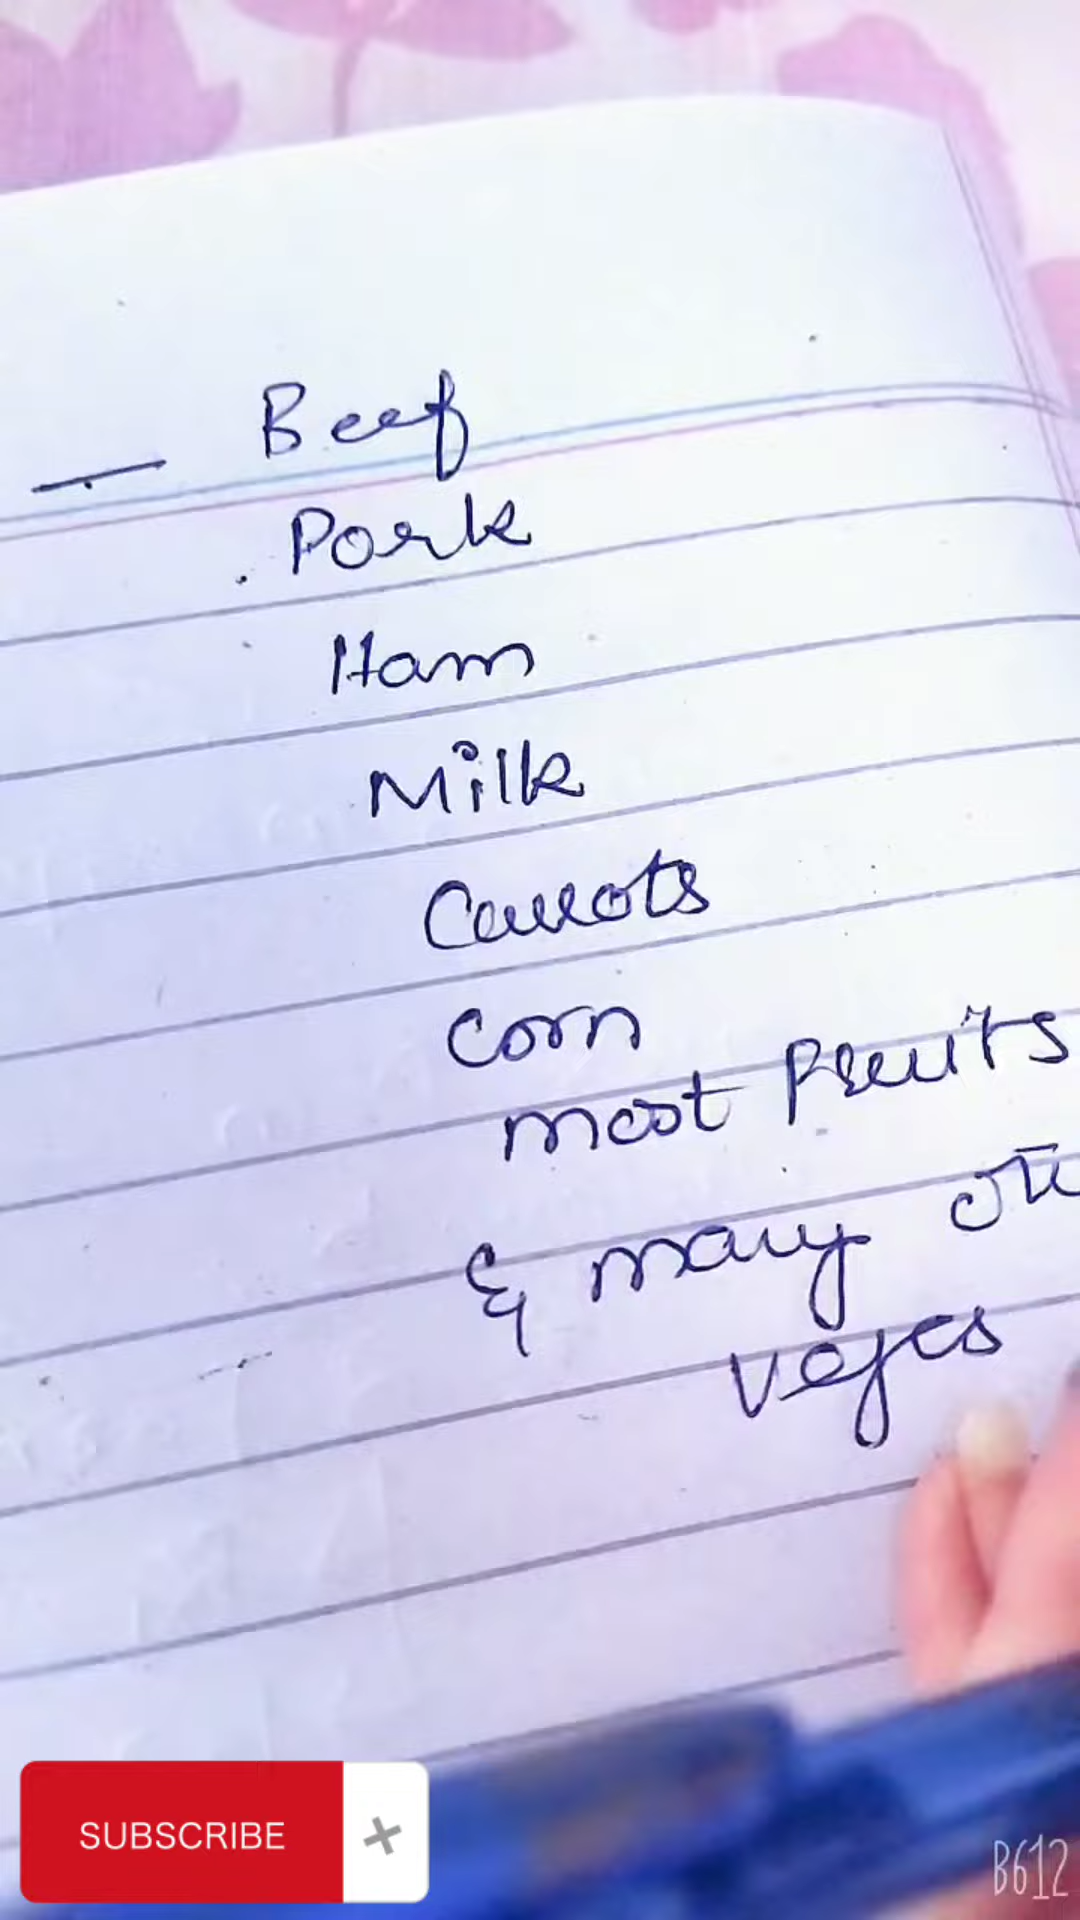 Beef
Pork
Ham
Milk
Carrots
Corn
most fruits
& many
veges
SUBSCRIBE +
B612